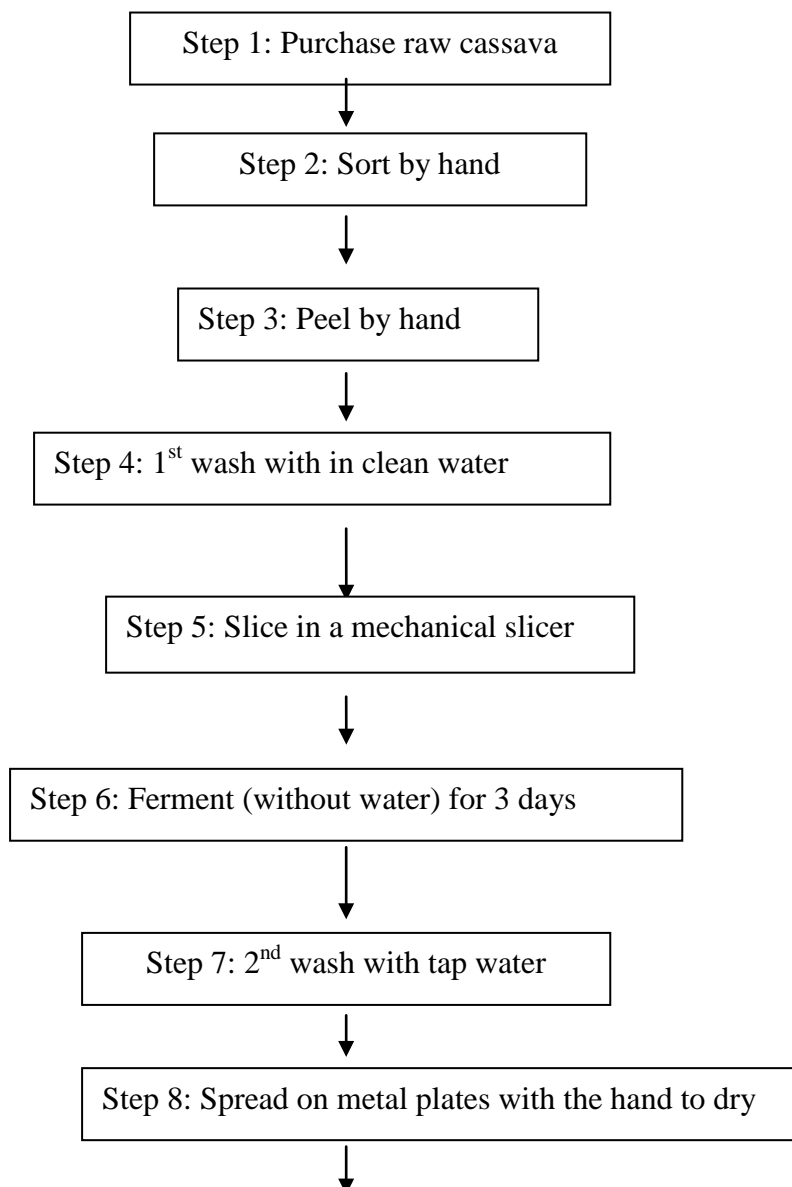 Step 1: Purchase raw cassava
Step 2: Sort by hand
Step 3: Peel by hand
Step 4: 1st wash with in clean water
Step 5: Slice in a mechanical slicer
Step 6: Ferment (without water) for 3 days
Step 7: 2nd wash with tap water
Step 8: Spread on metal plates with the hand to dry